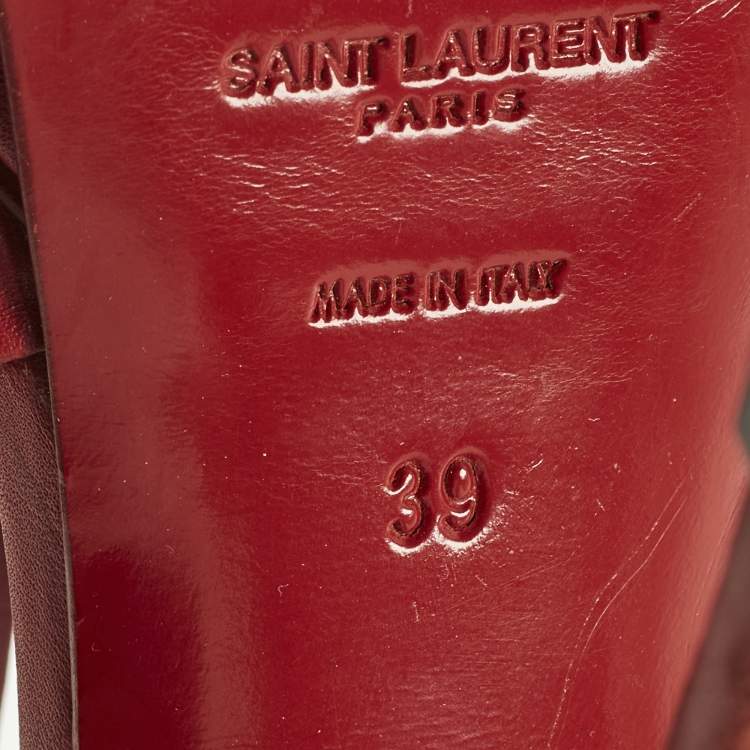 SAINT LAURENT
PARIS
MADE IN ITALY
39